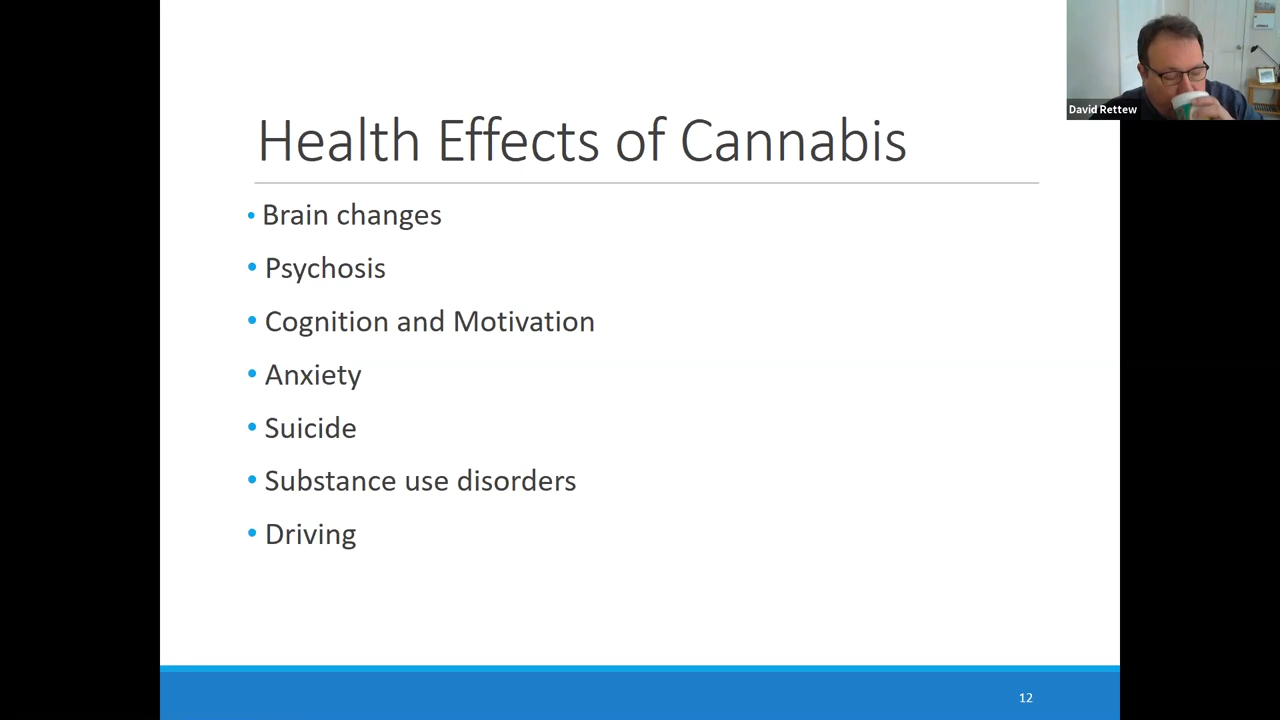 Health Effects of Cannabis
• Brain changes
• Psychosis
• Cognition and Motivation
• Anxiety
• Suicide
• Substance use disorders
• Driving
12
David Rettew